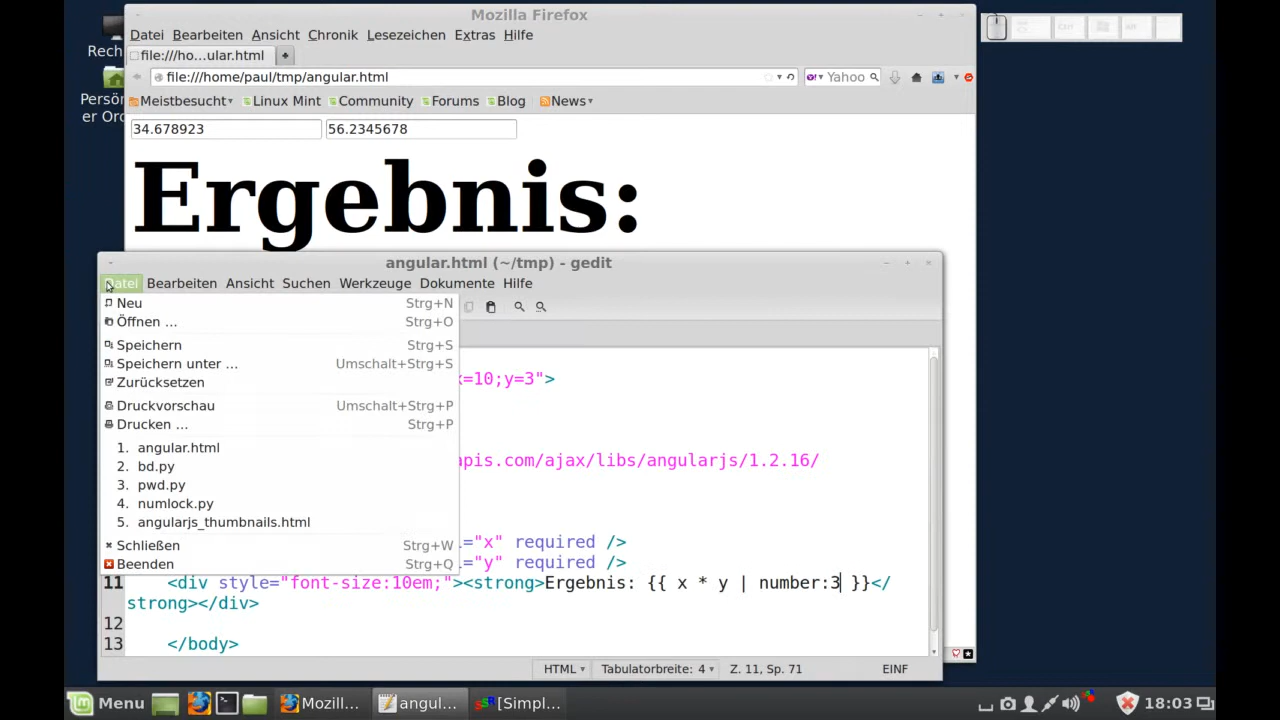 Mozilla Firefox
Datei Bearbeiten Ansicht Chronik Lesezeichen Extras Hilfe
file:///ho...ular.html
file:///home/paul/tmp/angular.html
Yahoo
Meistbesucht Linux Mint Community Forums Blog News
34.678923 56.2345678
Ergebnis:
Rech
Persön
er Ord
angular.html (~/tmp) - gedit
Datei Bearbeiten Ansicht Suchen Werkzeuge Dokumente Hilfe
Neu Strg+N
Öffnen ... Strg+O
Speichern Strg+S
Speichern unter ... Umschalt+Strg+S
Zurücksetzen
Druckvorschau Umschalt+Strg+P
Drucken ... Strg+P
1. angular.html
2. bd.py
3. pwd.py
4. numlock.py
5. angularjs_thumbnails.html
Schließen Strg+W
Beenden Strg+Q
x=10;y=3">
apis.com/ajax/libs/angularjs/1.2.16/
="x" required />
="y" required />
11 <div style="font-size:10em;"><strong>Ergebnis: {{ x * y | number:3 }}</
strong></div>
12
13 </body>
HTML Tabulatorbreite: 4 Z. 11, Sp. 71 EINF
Menu Mozill... angul... [Simpl... 18:03